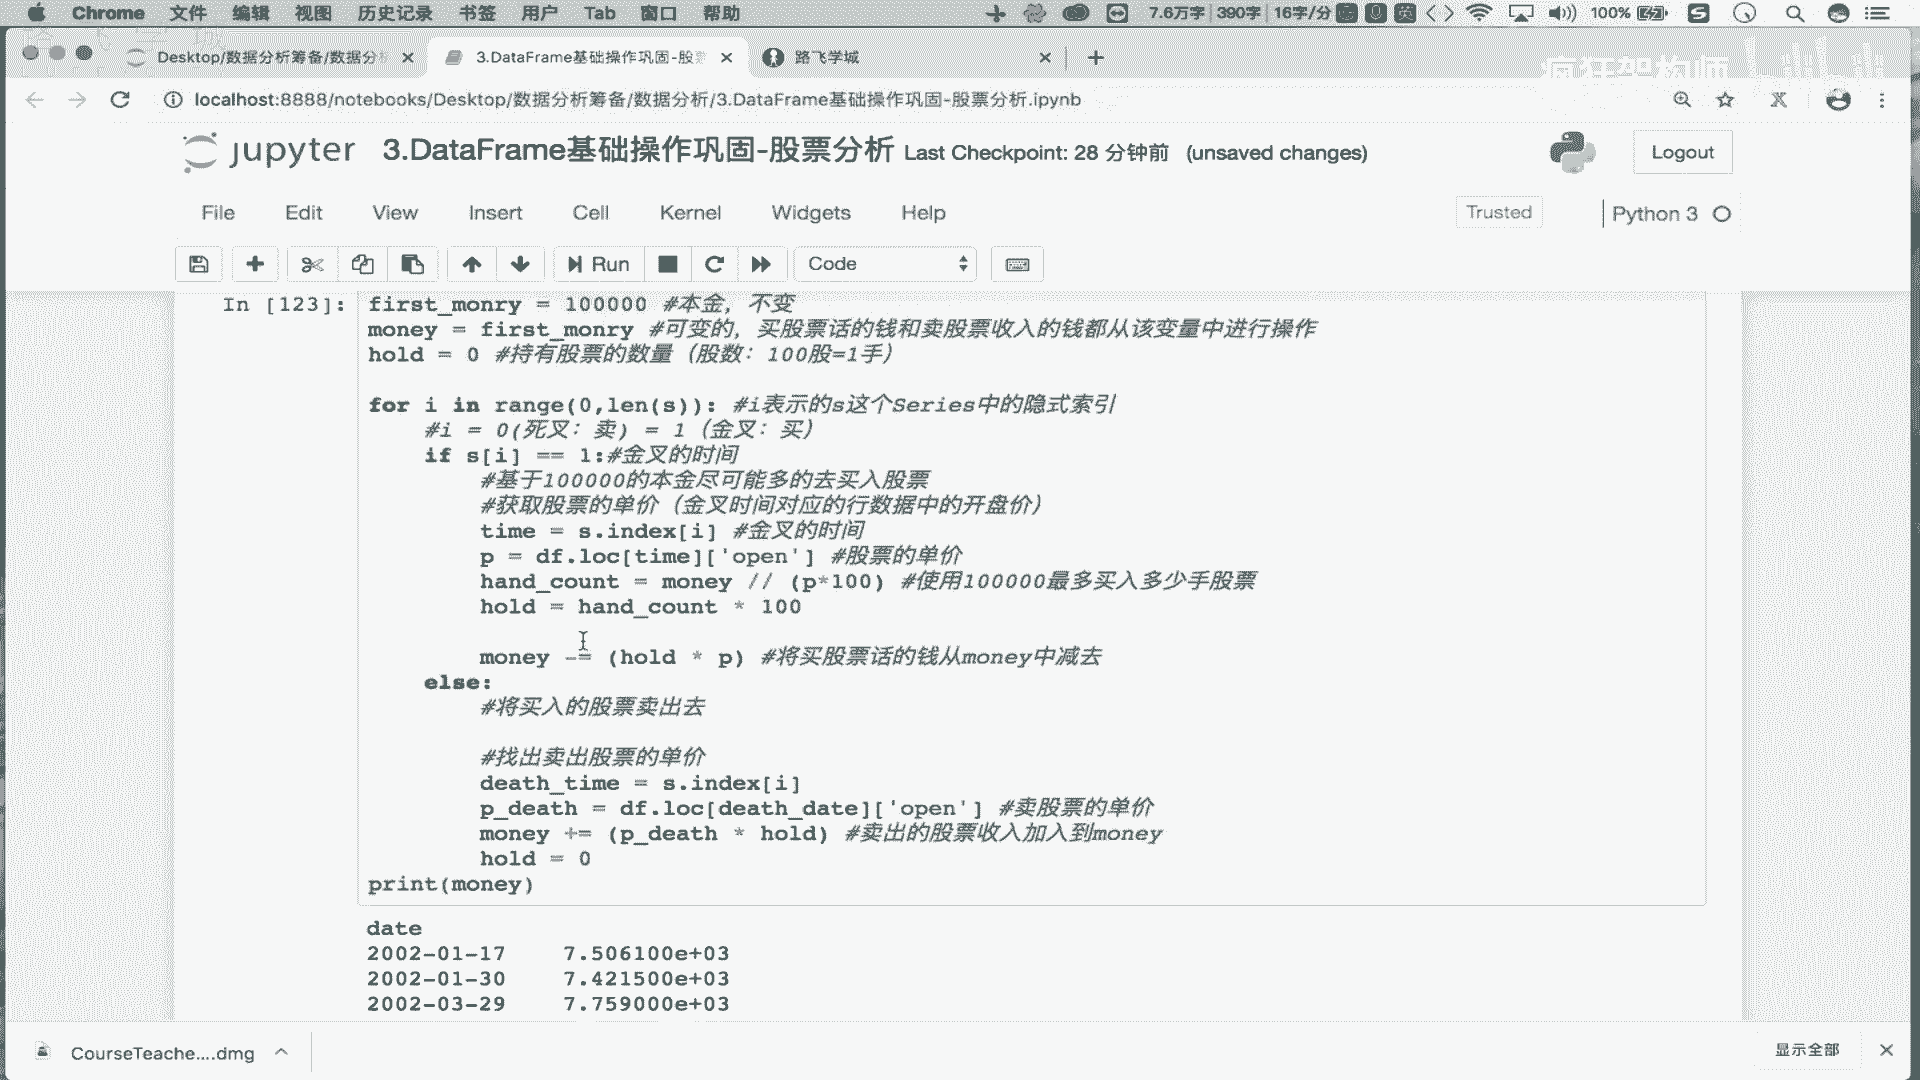 Chrome 文件 编辑 视图 历史记录 书签 用户 Tab 窗口 帮助 7.6万字 390字 16字/分 英 100%
Desktop/数据分析筹备/数据分析 3.DataFrame基础操作巩固-股票 路飞学城
疯狂架构师 bilibili
localhost:8888/notebooks/Desktop/数据分析筹备/数据分析/3.DataFrame基础操作巩固-股票分析.ipynb
jupyter 3.DataFrame基础操作巩固-股票分析 Last Checkpoint: 28 分钟前 (unsaved changes) Logout
File Edit View Insert Cell Kernel Widgets Help Trusted Python 3
Run Code
In [123]: first_monry = 100000 #本金，不变
money = first_monry #可变的，买股票话的钱和卖股票收入的钱都从该变量中进行操作
hold = 0 #持有股票的数量（股数：100股=1手）
for i in range(0,len(s)): #i表示的s这个Series中的隐式索引
#i = 0(死叉：卖) = 1（金叉：买）
if s[i] == 1:#金叉的时间
#基于100000的本金尽可能多的去买入股票
#获取股票的单价（金叉时间对应的行数据中的开盘价）
time = s.index[i] #金叉的时间
p = df.loc[time]['open'] #股票的单价
hand_count = money // (p*100) #使用100000最多买入多少手股票
hold = hand_count * 100
money -= (hold * p) #将买股票话的钱从money中减去
else:
#将买入的股票卖出去
#找出卖出股票的单价
death_time = s.index[i]
p_death = df.loc[death_date]['open'] #卖股票的单价
money += (p_death * hold) #卖出的股票收入加入到money
hold = 0
print(money)
date
2002-01-17 7.506100e+03
2002-01-30 7.421500e+03
2002-03-29 7.759000e+03
CourseTeache....dmg 显示全部